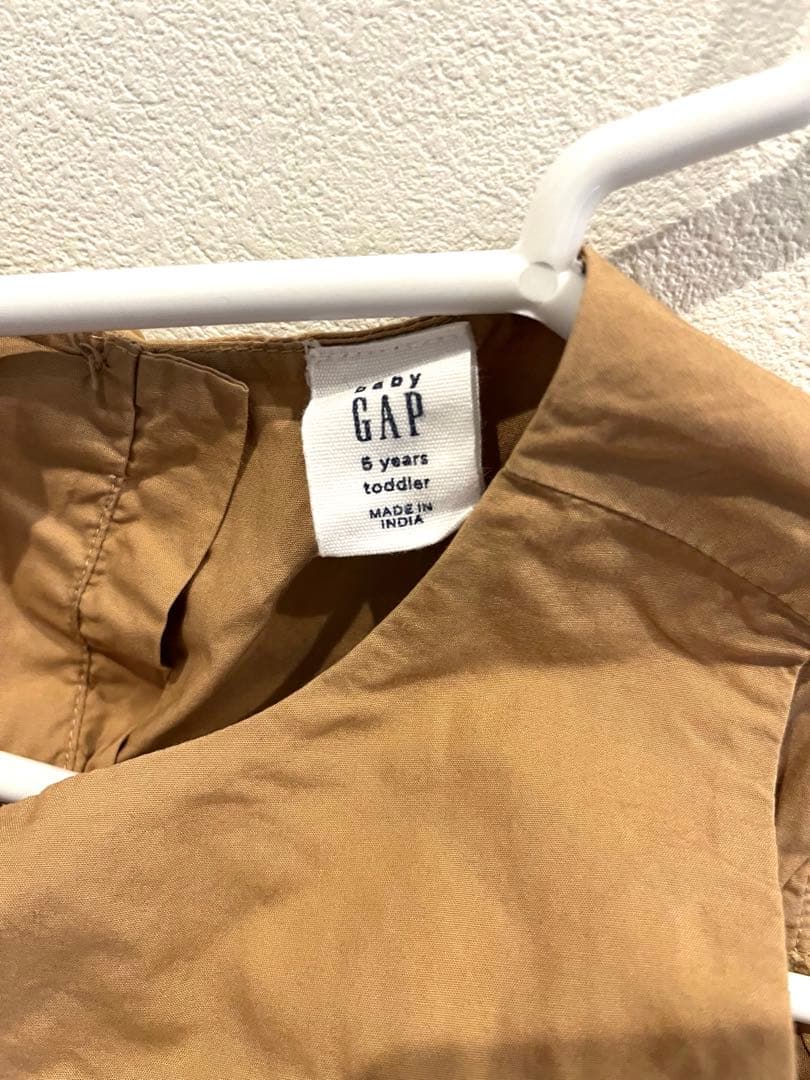 baby
GAP
5 years
toddler
MADE IN
INDIA